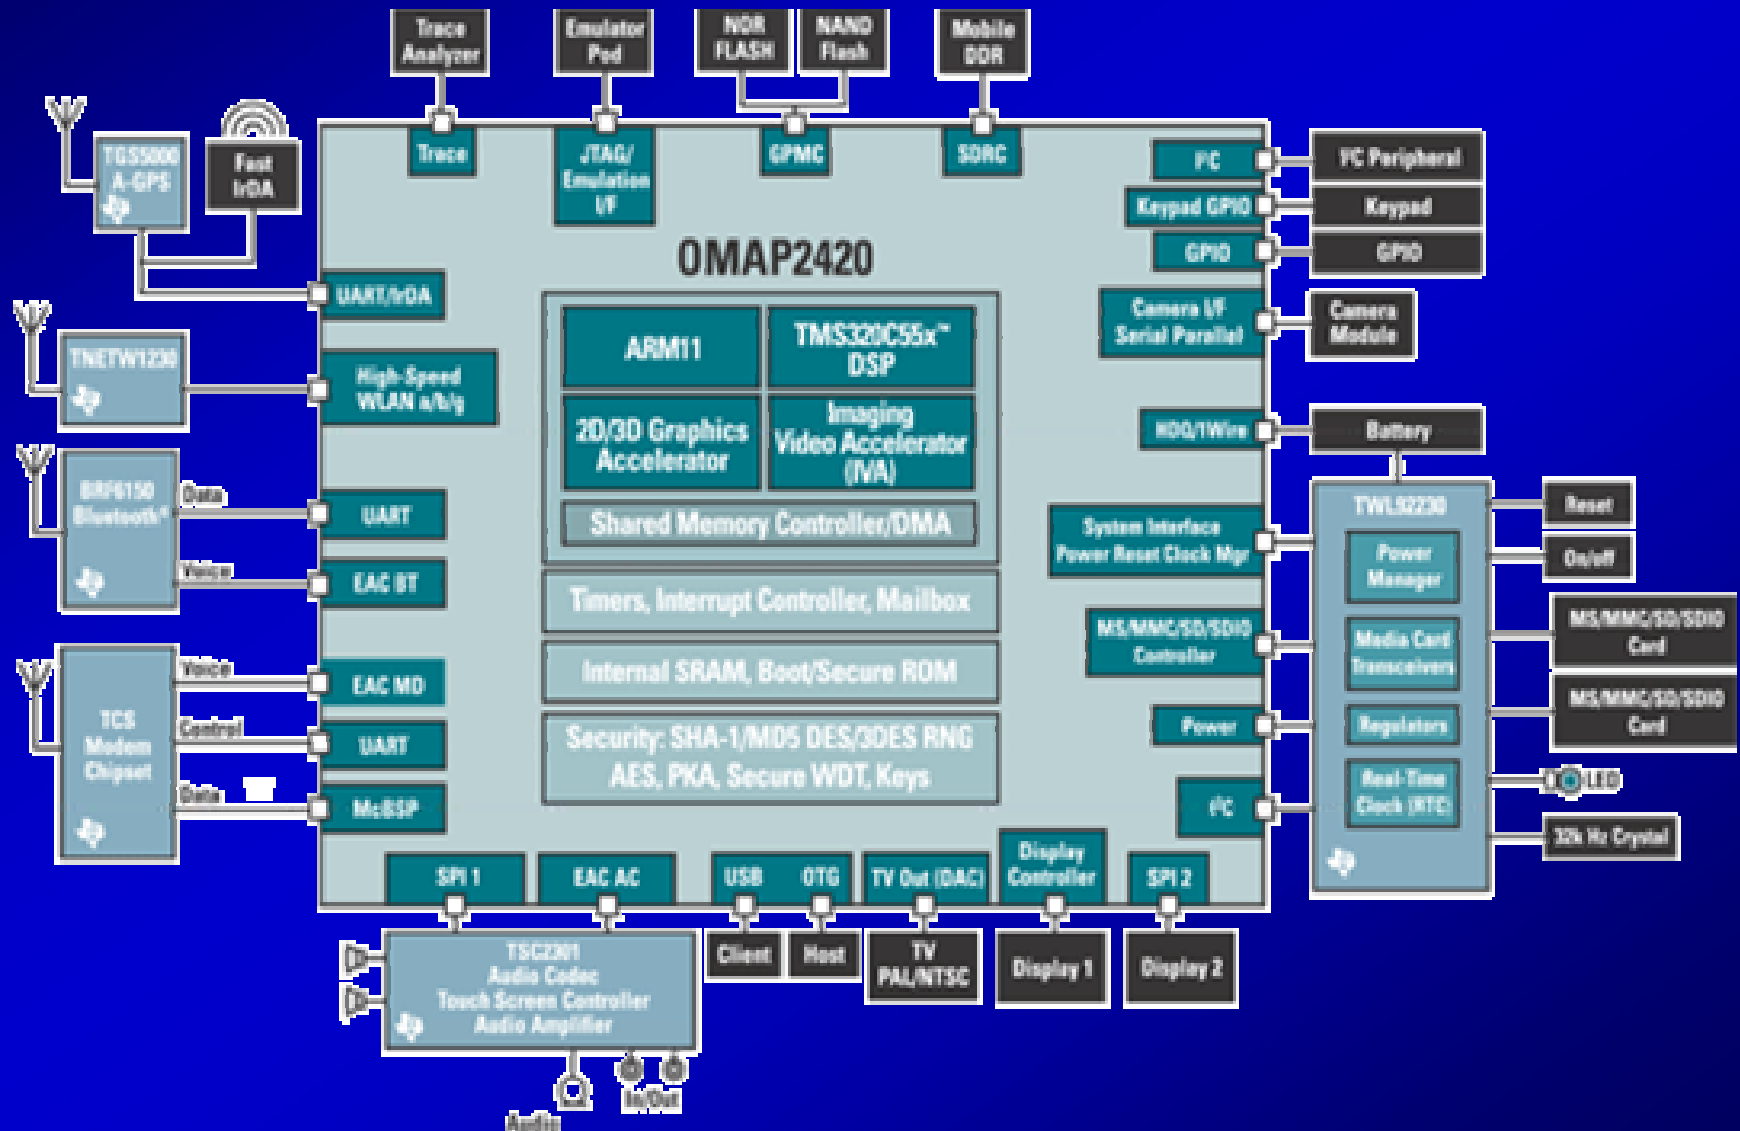 Trace
Analyzer
Emulator
Pod
NOR
FLASH
NAND
Flash
Mobile
DDR
TGS5000
A-GPS
Fast
IrDA
Trace
JTAG/
Emulation
I/F
GPMC
SDRC
I²C
I²C Peripheral
Keypad GPIO
Keypad
GPIO
GPIO
OMAP2420
UART/IrDA
Camera I/F
Serial Parallel
Camera
Module
TNETW1230
High-Speed
WLAN a/b/g
ARM11
TMS320C55x™
DSP
2D/3D Graphics
Accelerator
Imaging
Video Accelerator
(IVA)
HDQ/1Wire
Battery
BRF6150
Bluetooth®
Data
UART
Voice
EAC BT
Shared Memory Controller/DMA
System Interface
Power Reset Clock Mgr
TWL92230
Reset
Power
Manager
On/off
Timers, Interrupt Controller, Mailbox
MS/MMC/SD/SDIO
Controller
Media Card
Transceivers
MS/MMC/SD/SDIO
Card
TCS
Modem
Chipset
Voice
EAC MD
Internal SRAM, Boot/Secure ROM
Control
UART
Power
Regulators
MS/MMC/SD/SDIO
Card
Security: SHA-1/MD5 DES/3DES RNG
AES, PKA, Secure WDT, Keys
Data
McBSP
I²C
Real-Time
Clock (RTC)
LED
32k Hz Crystal
SPI 1
EAC AC
USB
OTG
TV Out (DAC)
Display
Controller
SPI 2
TSC2301
Audio Codec
Touch Screen Controller
Audio Amplifier
Client
Host
TV
PAL/NTSC
Display 1
Display 2
In/Out
Audio